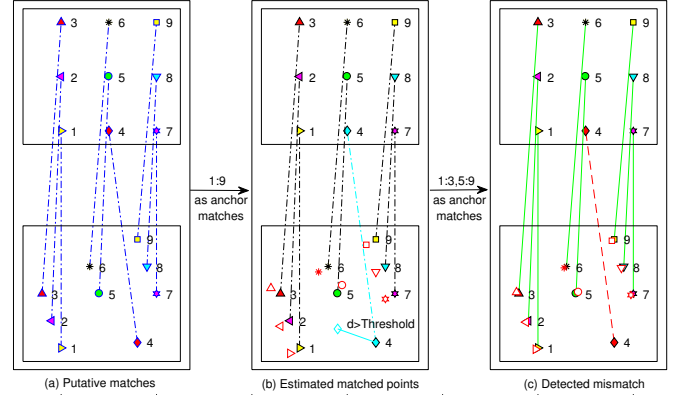 3 6 9
2 5 8
1 4 7
9
6 8
3 5 7
2
1 4
(a) Putative matches
1:9
as anchor
matches
3 6 9
2 5 8
1 4 7
9
6 8
3 5 7
2 d>Threshold
1 4
(b) Estimated matched points
1:3,5:9
as anchor
matches
3 6 9
2 5 8
1 4 7
9
6 8
3 5 7
2
1 4
(c) Detected mismatch